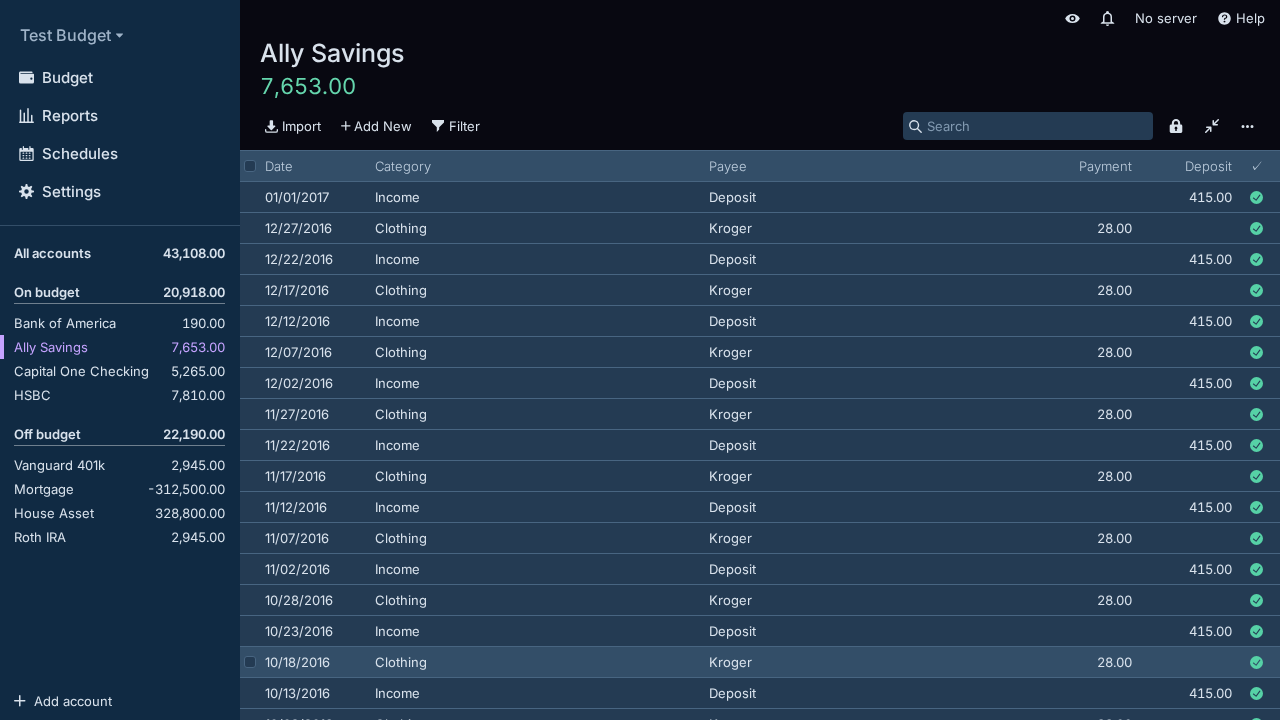 Test Budget
Budget
Reports
Schedules
Settings
All accounts 43,108.00
On budget 20,918.00
Bank of America 190.00
Ally Savings 7,653.00
Capital One Checking 5,265.00
HSBC 7,810.00
Off budget 22,190.00
Vanguard 401k 2,945.00
Mortgage -312,500.00
House Asset 328,800.00
Roth IRA 2,945.00
Add account
No server Help
Ally Savings
7,653.00
Import Add New Filter Search
Date Category Payee Payment Deposit ✓
01/01/2017 Income Deposit 415.00
12/27/2016 Clothing Kroger 28.00
12/22/2016 Income Deposit 415.00
12/17/2016 Clothing Kroger 28.00
12/12/2016 Income Deposit 415.00
12/07/2016 Clothing Kroger 28.00
12/02/2016 Income Deposit 415.00
11/27/2016 Clothing Kroger 28.00
11/22/2016 Income Deposit 415.00
11/17/2016 Clothing Kroger 28.00
11/12/2016 Income Deposit 415.00
11/07/2016 Clothing Kroger 28.00
11/02/2016 Income Deposit 415.00
10/28/2016 Clothing Kroger 28.00
10/23/2016 Income Deposit 415.00
10/18/2016 Clothing Kroger 28.00
10/13/2016 Income Deposit 415.00